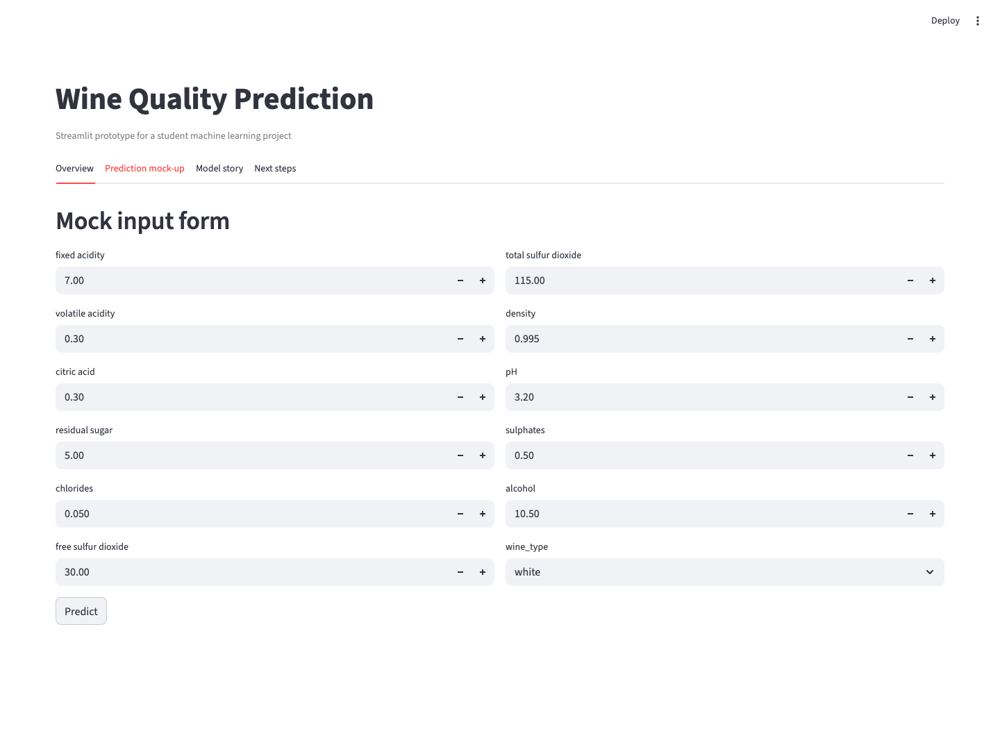 Deploy
Wine Quality Prediction
Streamlit prototype for a student machine learning project
Overview Prediction mock-up Model story Next steps
Mock input form
fixed acidity
7.00
volatile acidity
0.30
citric acid
0.30
residual sugar
5.00
chlorides
0.050
free sulfur dioxide
30.00
total sulfur dioxide
115.00
density
0.995
pH
3.20
sulphates
0.50
alcohol
10.50
wine_type
white
Predict